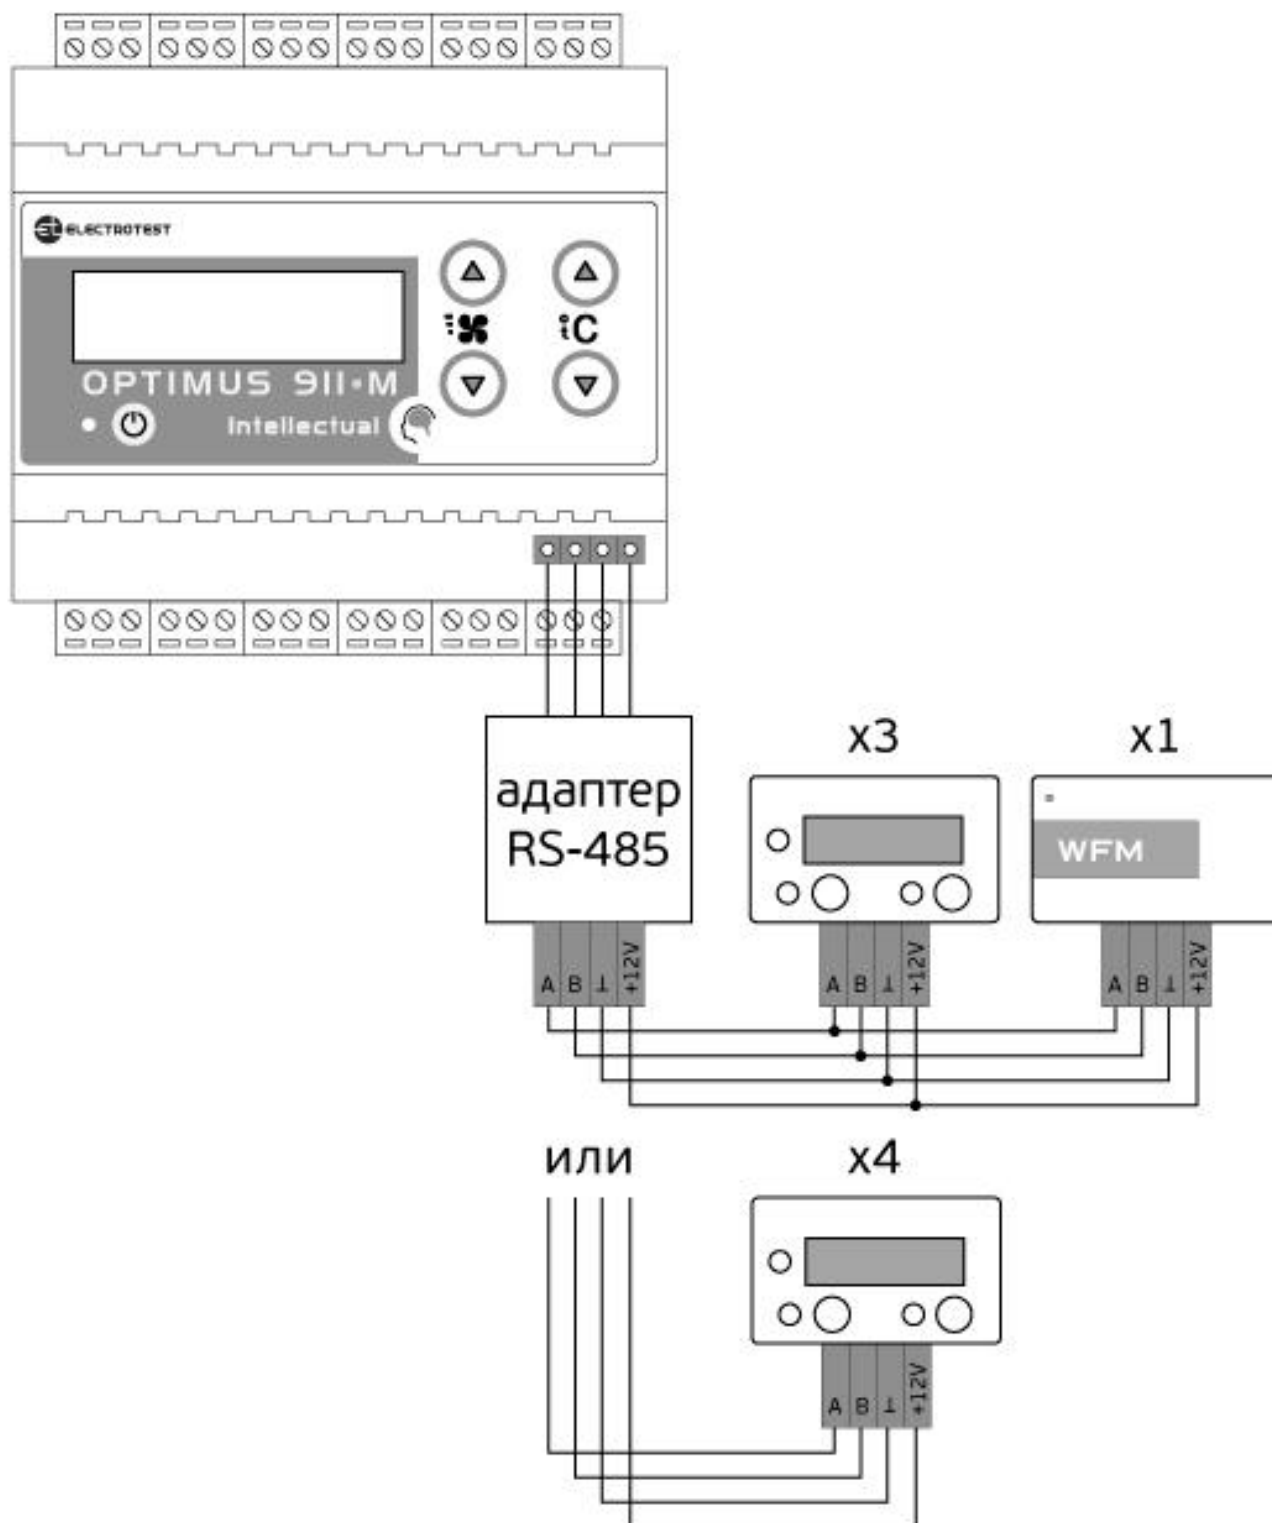 ELECTROTEST
°C
OPTIMUS 911•M
Intellectual
адаптер
RS-485
x3
x1
WFM
A B ⊥ +12V
A B ⊥ +12V
A B ⊥ +12V
или
x4
A B ⊥ +12V